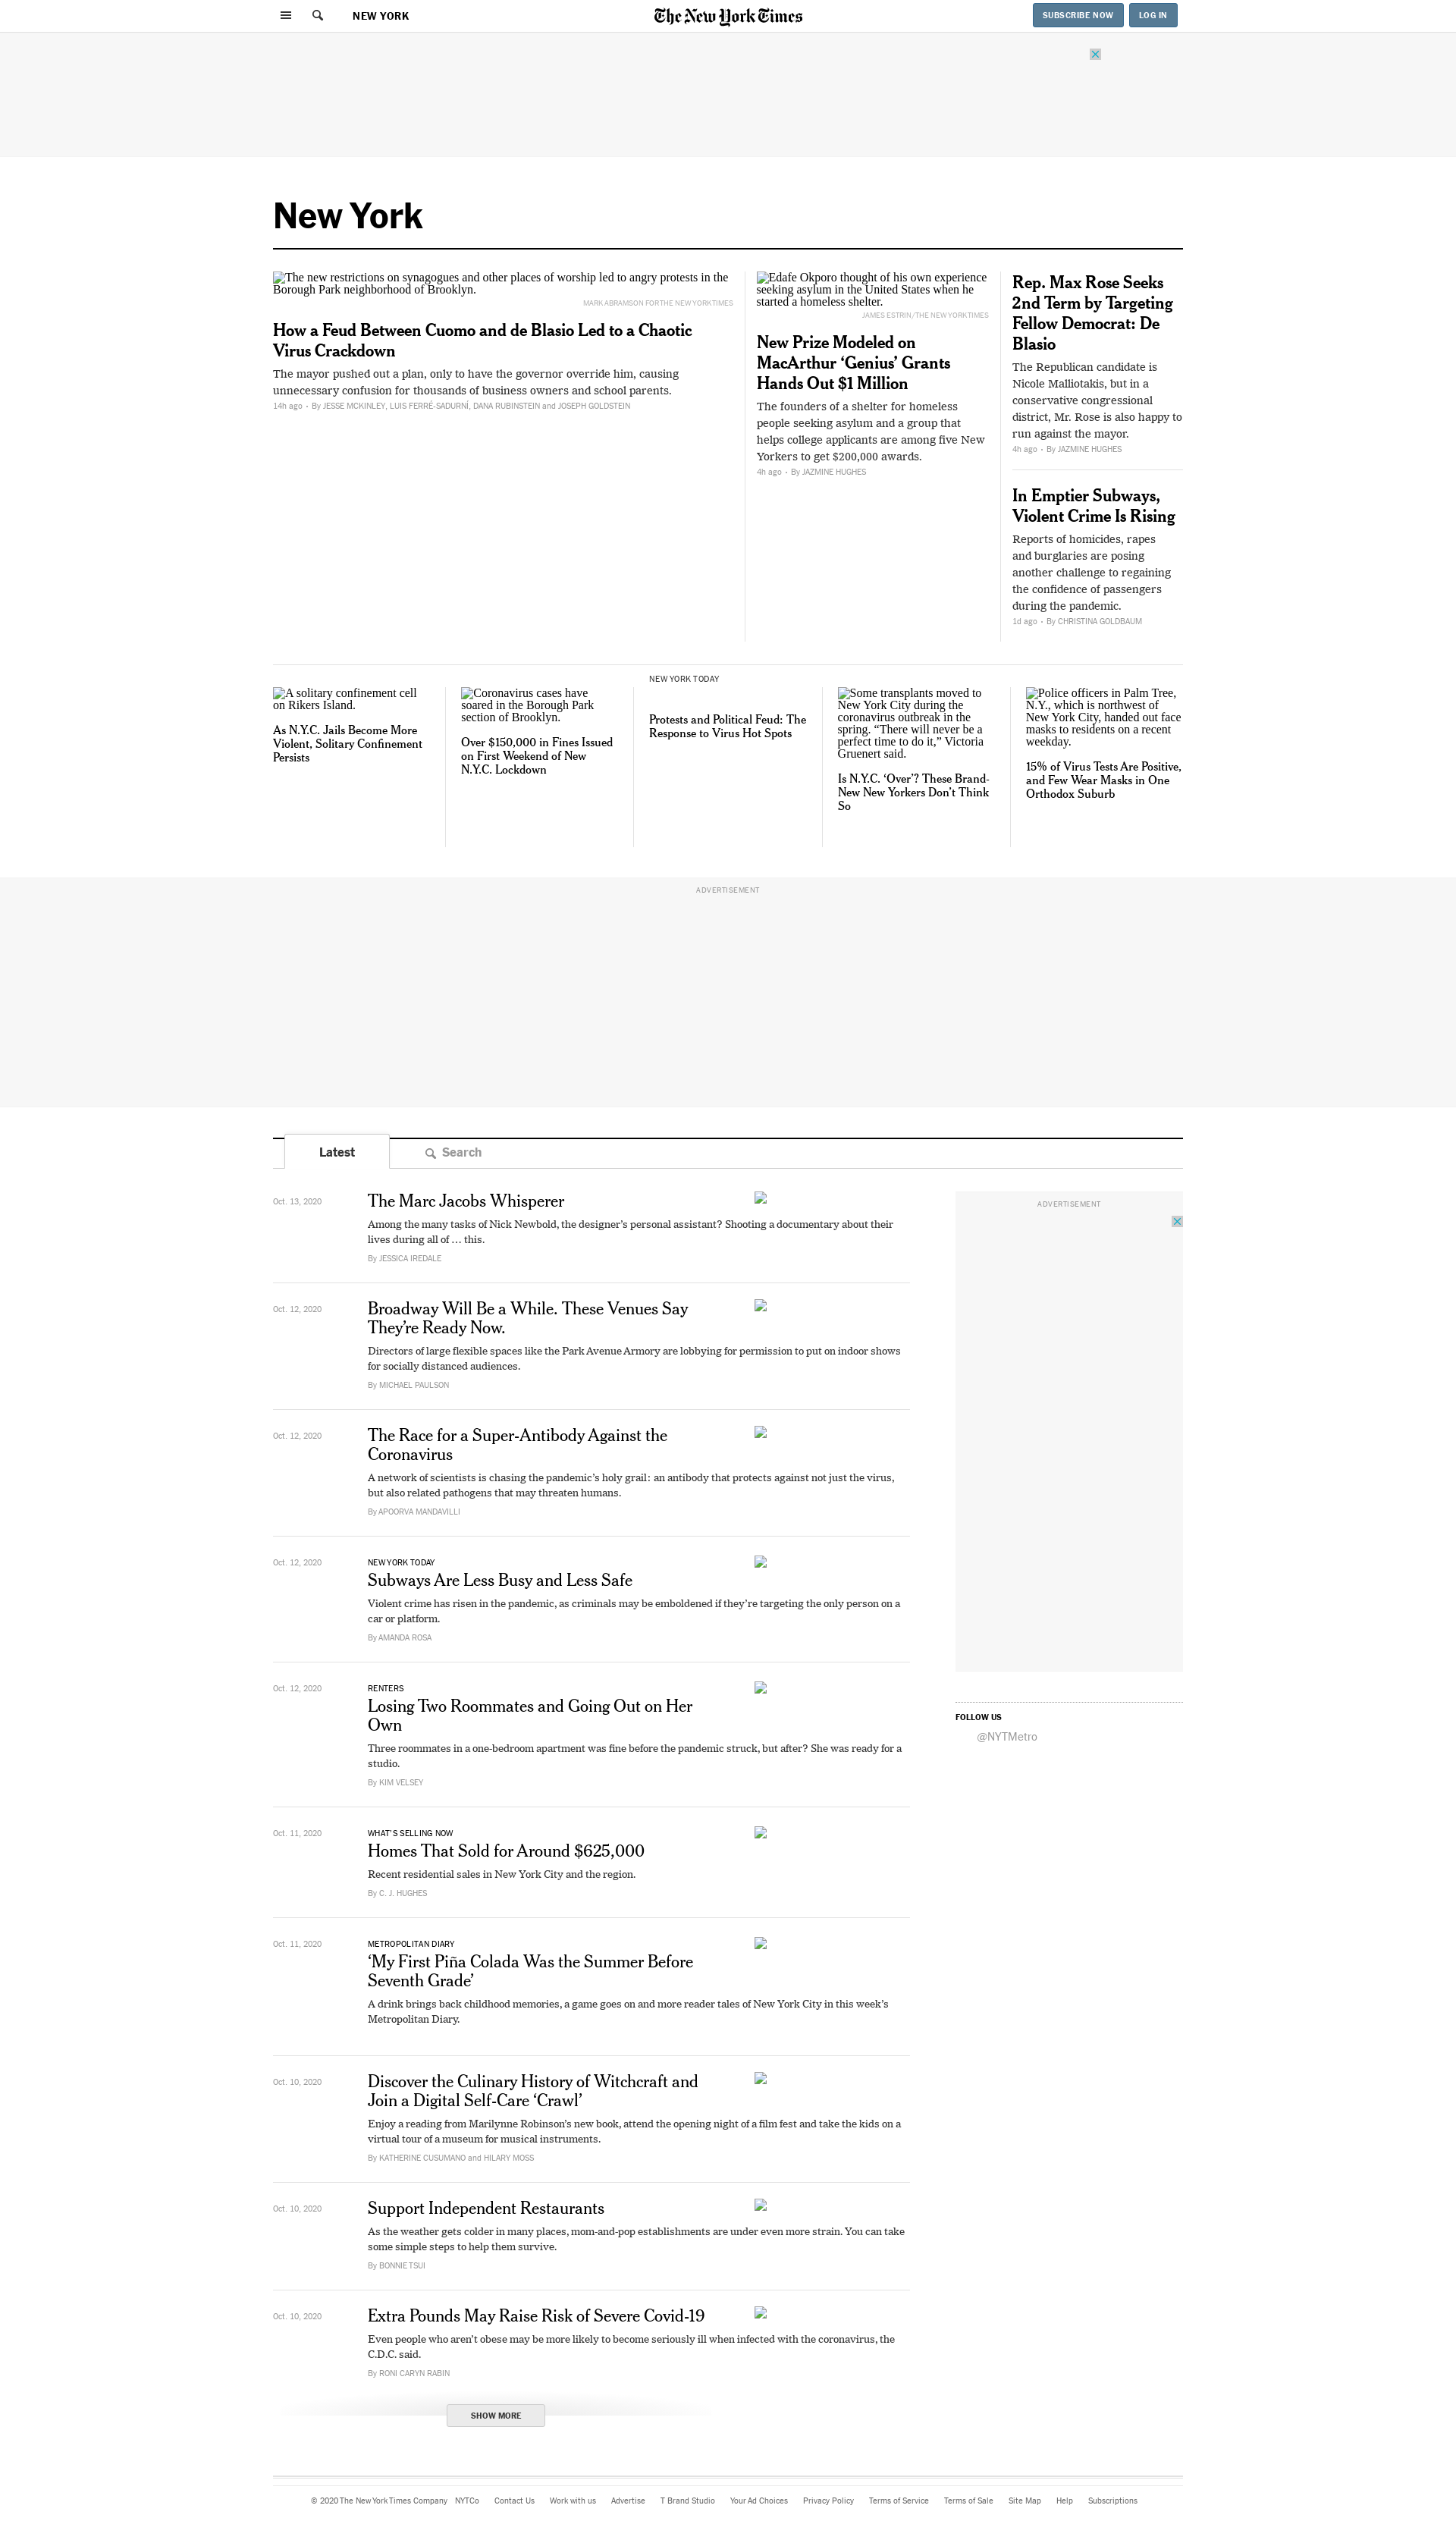 NEW YORK
The New York Times
SUBSCRIBE NOW
LOG IN
New York
The new restrictions on synagogues and other places of worship led to angry protests in the
Borough Park neighborhood of Brooklyn.
MARK ABRAMSON FOR THE NEW YORK TIMES
How a Feud Between Cuomo and de Blasio Led to a Chaotic
Virus Crackdown
The mayor pushed out a plan, only to have the governor override him, causing
unnecessary confusion for thousands of business owners and school parents.
14h ago • By JESSE MCKINLEY, LUIS FERRÉ-SADURNÍ, DANA RUBINSTEIN and JOSEPH GOLDSTEIN
Edafe Okporo thought of his own experience
seeking asylum in the United States when he
started a homeless shelter.
JAMES ESTRIN/THE NEW YORK TIMES
New Prize Modeled on
MacArthur ‘Genius’ Grants
Hands Out $1 Million
The founders of a shelter for homeless
people seeking asylum and a group that
helps college applicants are among five New
Yorkers to get $200,000 awards.
4h ago • By JAZMINE HUGHES
Rep. Max Rose Seeks
2nd Term by Targeting
Fellow Democrat: De
Blasio
The Republican candidate is
Nicole Malliotakis, but in a
conservative congressional
district, Mr. Rose is also happy to
run against the mayor.
4h ago • By JAZMINE HUGHES
In Emptier Subways,
Violent Crime Is Rising
Reports of homicides, rapes
and burglaries are posing
another challenge to regaining
the confidence of passengers
during the pandemic.
1d ago • By CHRISTINA GOLDBAUM
A solitary confinement cell
on Rikers Island.
As N.Y.C. Jails Become More
Violent, Solitary Confinement
Persists
Coronavirus cases have
soared in the Borough Park
section of Brooklyn.
Over $150,000 in Fines Issued
on First Weekend of New
N.Y.C. Lockdown
NEW YORK TODAY
Protests and Political Feud: The
Response to Virus Hot Spots
Some transplants moved to
New York City during the
coronavirus outbreak in the
spring. “There will never be a
perfect time to do it,” Victoria
Gruenert said.
Is N.Y.C. ‘Over’? These Brand-
New New Yorkers Don’t Think
So
Police officers in Palm Tree,
N.Y., which is northwest of
New York City, handed out face
masks to residents on a recent
weekday.
15% of Virus Tests Are Positive,
and Few Wear Masks in One
Orthodox Suburb
ADVERTISEMENT
Latest
Search
Oct. 13, 2020
The Marc Jacobs Whisperer
Among the many tasks of Nick Newbold, the designer’s personal assistant? Shooting a documentary about their
lives during all of … this.
By JESSICA IREDALE
Oct. 12, 2020
Broadway Will Be a While. These Venues Say
They’re Ready Now.
Directors of large flexible spaces like the Park Avenue Armory are lobbying for permission to put on indoor shows
for socially distanced audiences.
By MICHAEL PAULSON
Oct. 12, 2020
The Race for a Super-Antibody Against the
Coronavirus
A network of scientists is chasing the pandemic’s holy grail: an antibody that protects against not just the virus,
but also related pathogens that may threaten humans.
By APOORVA MANDAVILLI
Oct. 12, 2020
NEW YORK TODAY
Subways Are Less Busy and Less Safe
Violent crime has risen in the pandemic, as criminals may be emboldened if they’re targeting the only person on a
car or platform.
By AMANDA ROSA
Oct. 12, 2020
RENTERS
Losing Two Roommates and Going Out on Her
Own
Three roommates in a one-bedroom apartment was fine before the pandemic struck, but after? She was ready for a
studio.
By KIM VELSEY
Oct. 11, 2020
WHAT’S SELLING NOW
Homes That Sold for Around $625,000
Recent residential sales in New York City and the region.
By C. J. HUGHES
Oct. 11, 2020
METROPOLITAN DIARY
‘My First Piña Colada Was the Summer Before
Seventh Grade’
A drink brings back childhood memories, a game goes on and more reader tales of New York City in this week’s
Metropolitan Diary.
Oct. 10, 2020
Discover the Culinary History of Witchcraft and
Join a Digital Self-Care ‘Crawl’
Enjoy a reading from Marilynne Robinson’s new book, attend the opening night of a film fest and take the kids on a
virtual tour of a museum for musical instruments.
By KATHERINE CUSUMANO and HILARY MOSS
Oct. 10, 2020
Support Independent Restaurants
As the weather gets colder in many places, mom-and-pop establishments are under even more strain. You can take
some simple steps to help them survive.
By BONNIE TSUI
Oct. 10, 2020
Extra Pounds May Raise Risk of Severe Covid-19
Even people who aren’t obese may be more likely to become seriously ill when infected with the coronavirus, the
C.D.C. said.
By RONI CARYN RABIN
SHOW MORE
ADVERTISEMENT
FOLLOW US
@NYTMetro
© 2020 The New York Times Company NYTCo Contact Us Work with us Advertise T Brand Studio Your Ad Choices Privacy Policy Terms of Service Terms of Sale Site Map Help Subscriptions